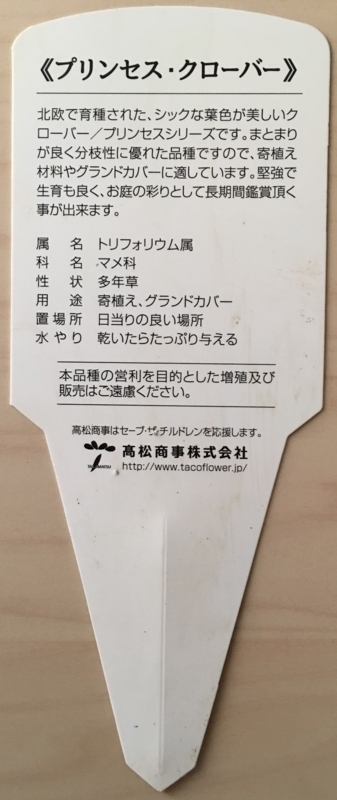 《プリンセス・クローバー》
北欧で育種された、シックな葉色が美しいク
ローバー／プリンセスシリーズです。まとまり
が良く分枝性に優れた品種ですので、寄植え
材料やグランドカバーに適しています。堅強で
生育も良く、お庭の彩りとして長期間鑑賞頂く
事が出来ます。
属　名　トリフォリウム属
科　名　マメ科
性　状　多年草
用　途　寄植え、グランドカバー
置場所　日当りの良い場所
水やり　乾いたらたっぷり与える
本品種の営利を目的とした増殖及び
販売はご遠慮ください。
高松商事はセーブ・ザ・チルドレンを応援します。
TAKAMATSU
髙松商事株式会社
http://www.tacoflower.jp/